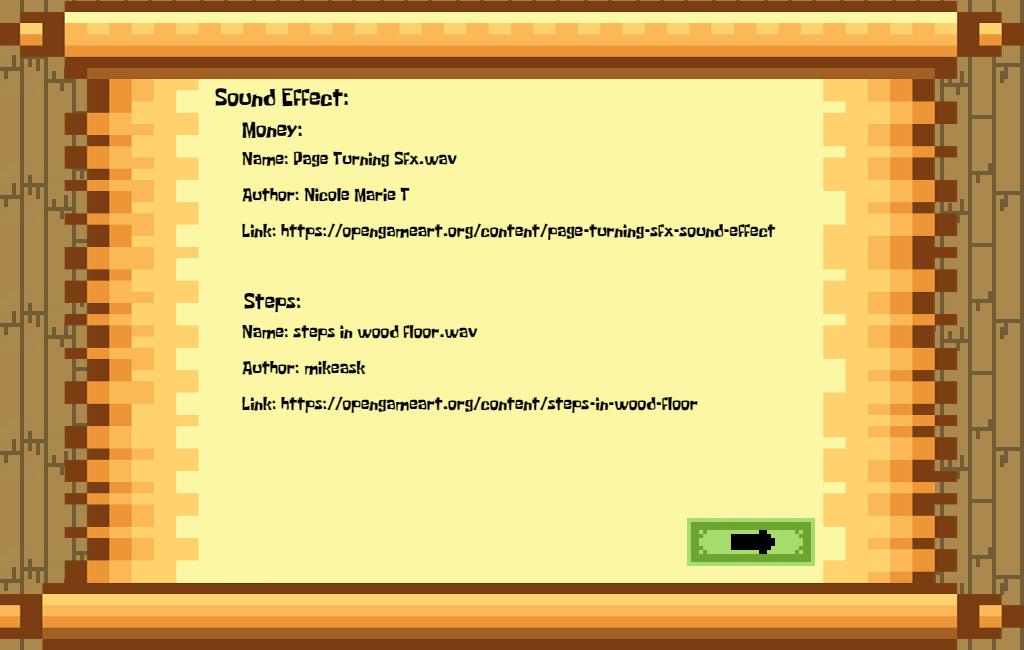 Sound Effect:
Money:
Name: Page Turning Sfx.wav
Author: Nicole Marie T
Link: https://opengameart.org/content/page-turning-sfx-sound-effect
Steps:
Name: steps in wood floor.wav
Author: mikeask
Link: https://opengameart.org/content/steps-in-wood-floor